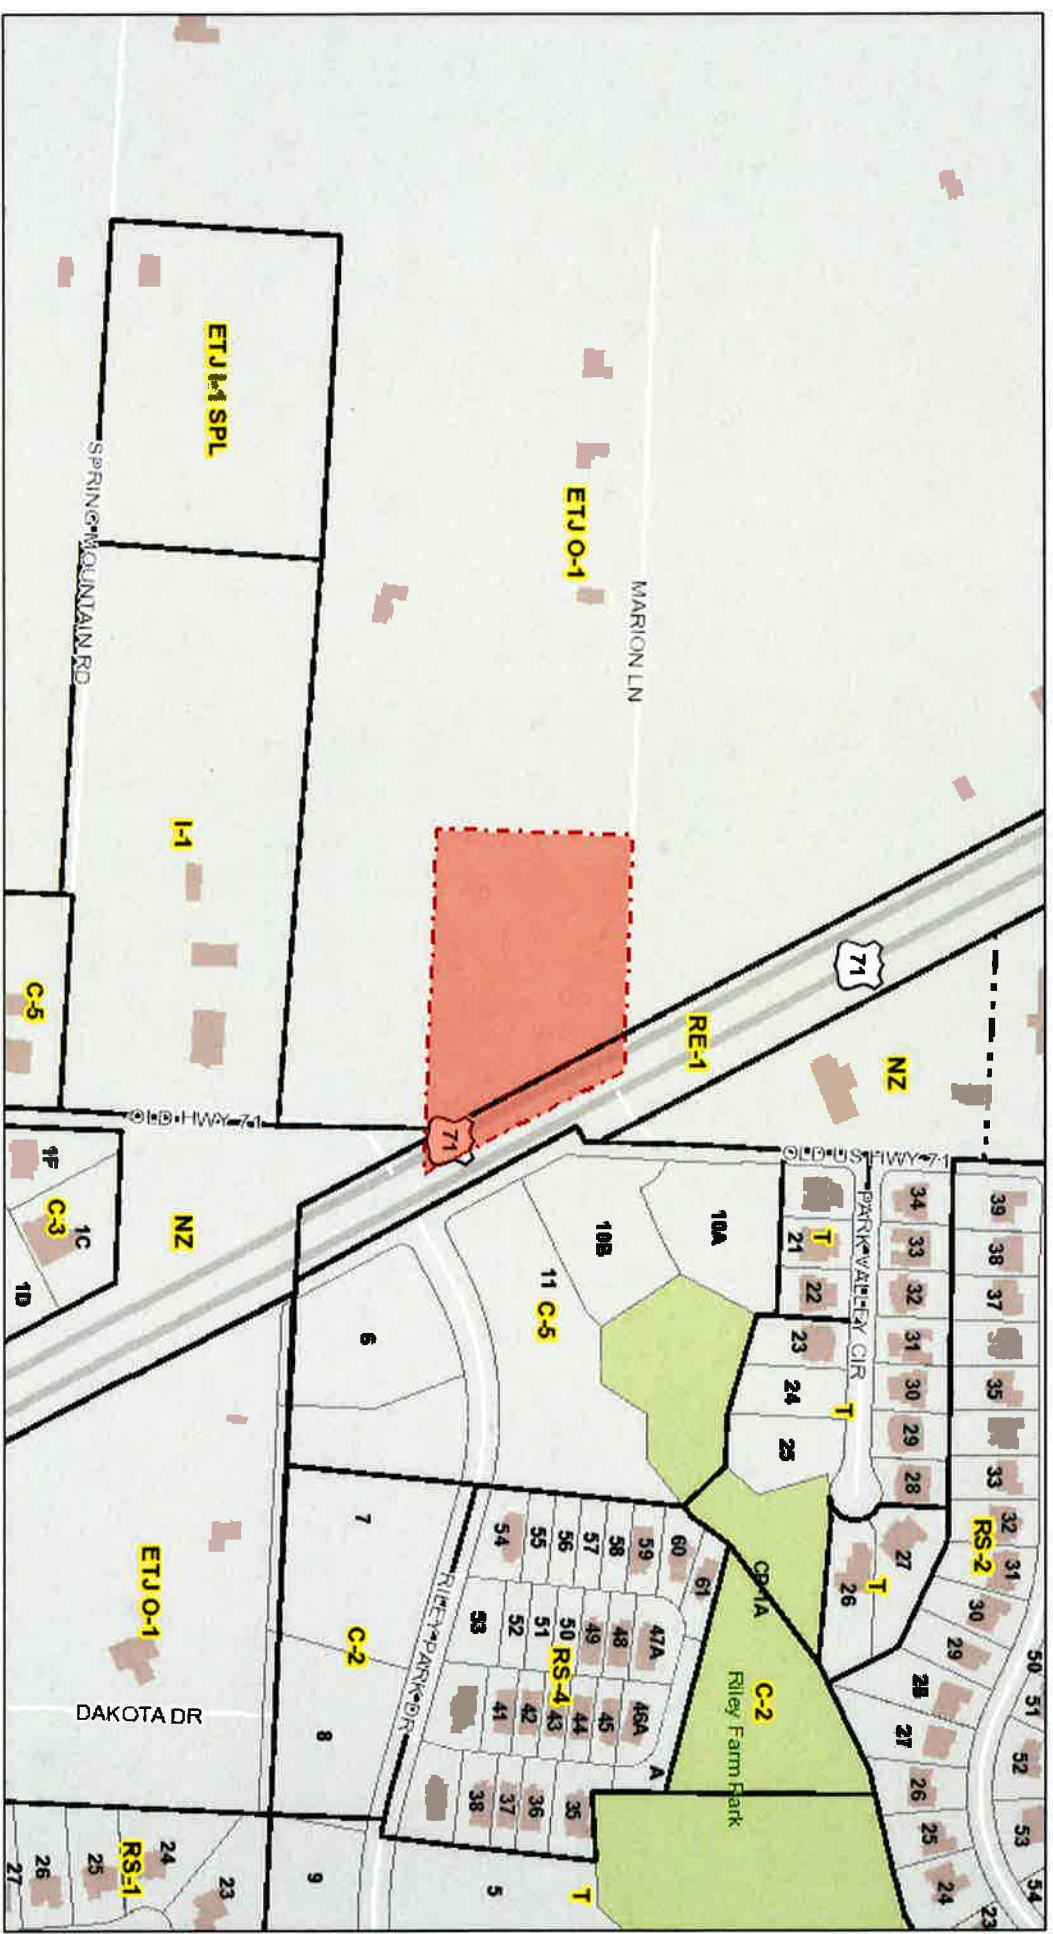 ETJ I-1 SPL
SPRING MOUNTAIN RD
ETJ O-1
MARION LN
I-1
C-5
OLD HWY 71
71
71
RE-1
NZ
NZ
1F
C-3
1C
1D
OLD US HWY 71
PARK VALLEY CIR
39
38
37
35
33
32
31
RS-2
30
29
28
27
26
25
24
23
50
51
52
53
54
34
33
32
31
30
29
28
27
26
T
T
21
22
23
24
25
T
10A
10B
11
C-5
6
7
C-2
8
9
RILEY PARK DR
54
55
56
57
58
59
60
61
53
52
51
50
49
48
47A
RS-4
41
42
43
44
45
46A
38
37
36
35
A
C-2
Riley Farm Park
5
T
ETJ O-1
DAKOTA DR
RS-1
27
26
25
24
23